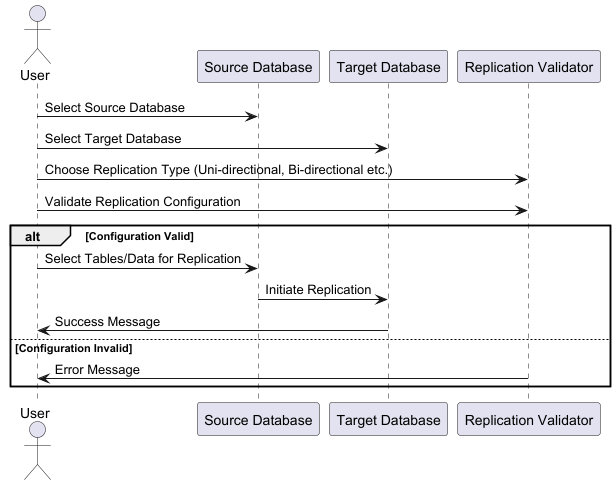 User
Source Database
Target Database
Replication Validator
Select Source Database
Select Target Database
Choose Replication Type (Uni-directional, Bi-directional etc.)
Validate Replication Configuration
alt
[Configuration Valid]
Select Tables/Data for Replication
Initiate Replication
Success Message
[Configuration Invalid]
Error Message
User
Source Database
Target Database
Replication Validator